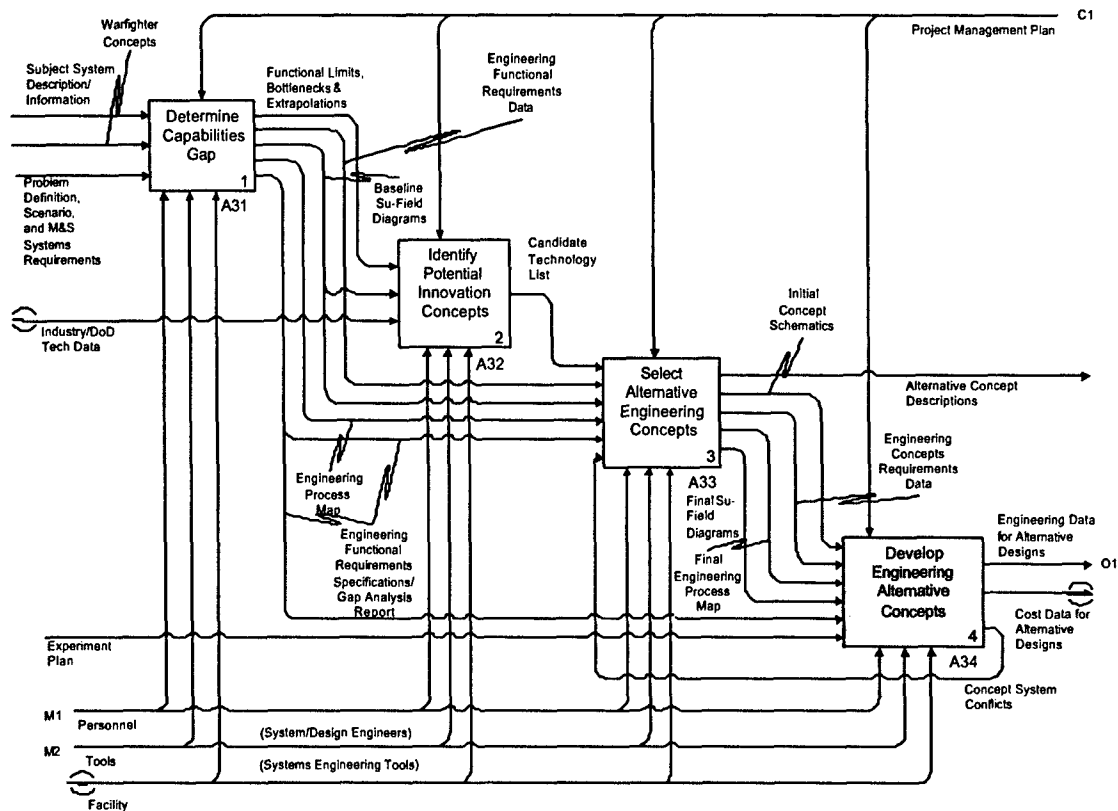 Warfighter
Concepts
C1
Project Management Plan
Subject System
Description/
Information
Functional Limits,
Bottlenecks &
Extrapolations
Engineering
Functional
Requirements
Data
Determine
Capabilities
Gap
1
A31
Problem
Definition,
Scenario,
and M&S
Systems
Requirements
Baseline
Su-Field
Diagrams
Identify
Potential
Innovation
Concepts
2
A32
Candidate
Technology
List
Industry/DoD
Tech Data
Initial
Concept
Schematics
Select
Alternative
Engineering
Concepts
3
A33
Alternative Concept
Descriptions
Engineering
Process
Map
Engineering
Functional
Requirements
Specifications/
Gap Analysis
Report
Engineering
Concepts
Requirements
Data
Final Su-
Field
Diagrams
Final
Engineering
Process
Map
Develop
Engineering
Alternative
Concepts
4
A34
Engineering Data
for Alternative
Designs
O1
Cost Data for
Alternative
Designs
Experiment
Plan
Concept System
Conflicts
M1
Personnel
(System/Design Engineers)
M2
Tools
(Systems Engineering Tools)
Facility